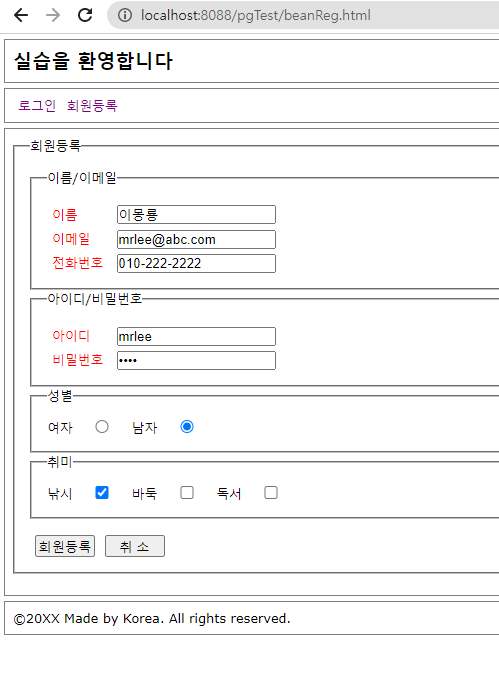 localhost:8088/pgTest/beanReg.html
실습을 환영합니다
로그인 회원등록
회원등록
이름/이메일
이름 이몽룡
이메일 mrlee@abc.com
전화번호 010-222-2222
아이디/비밀번호
아이디 mrlee
비밀번호 ••••
성별
여자 남자
취미
낚시 바둑 독서
회원등록 취 소
©20XX Made by Korea. All rights reserved.